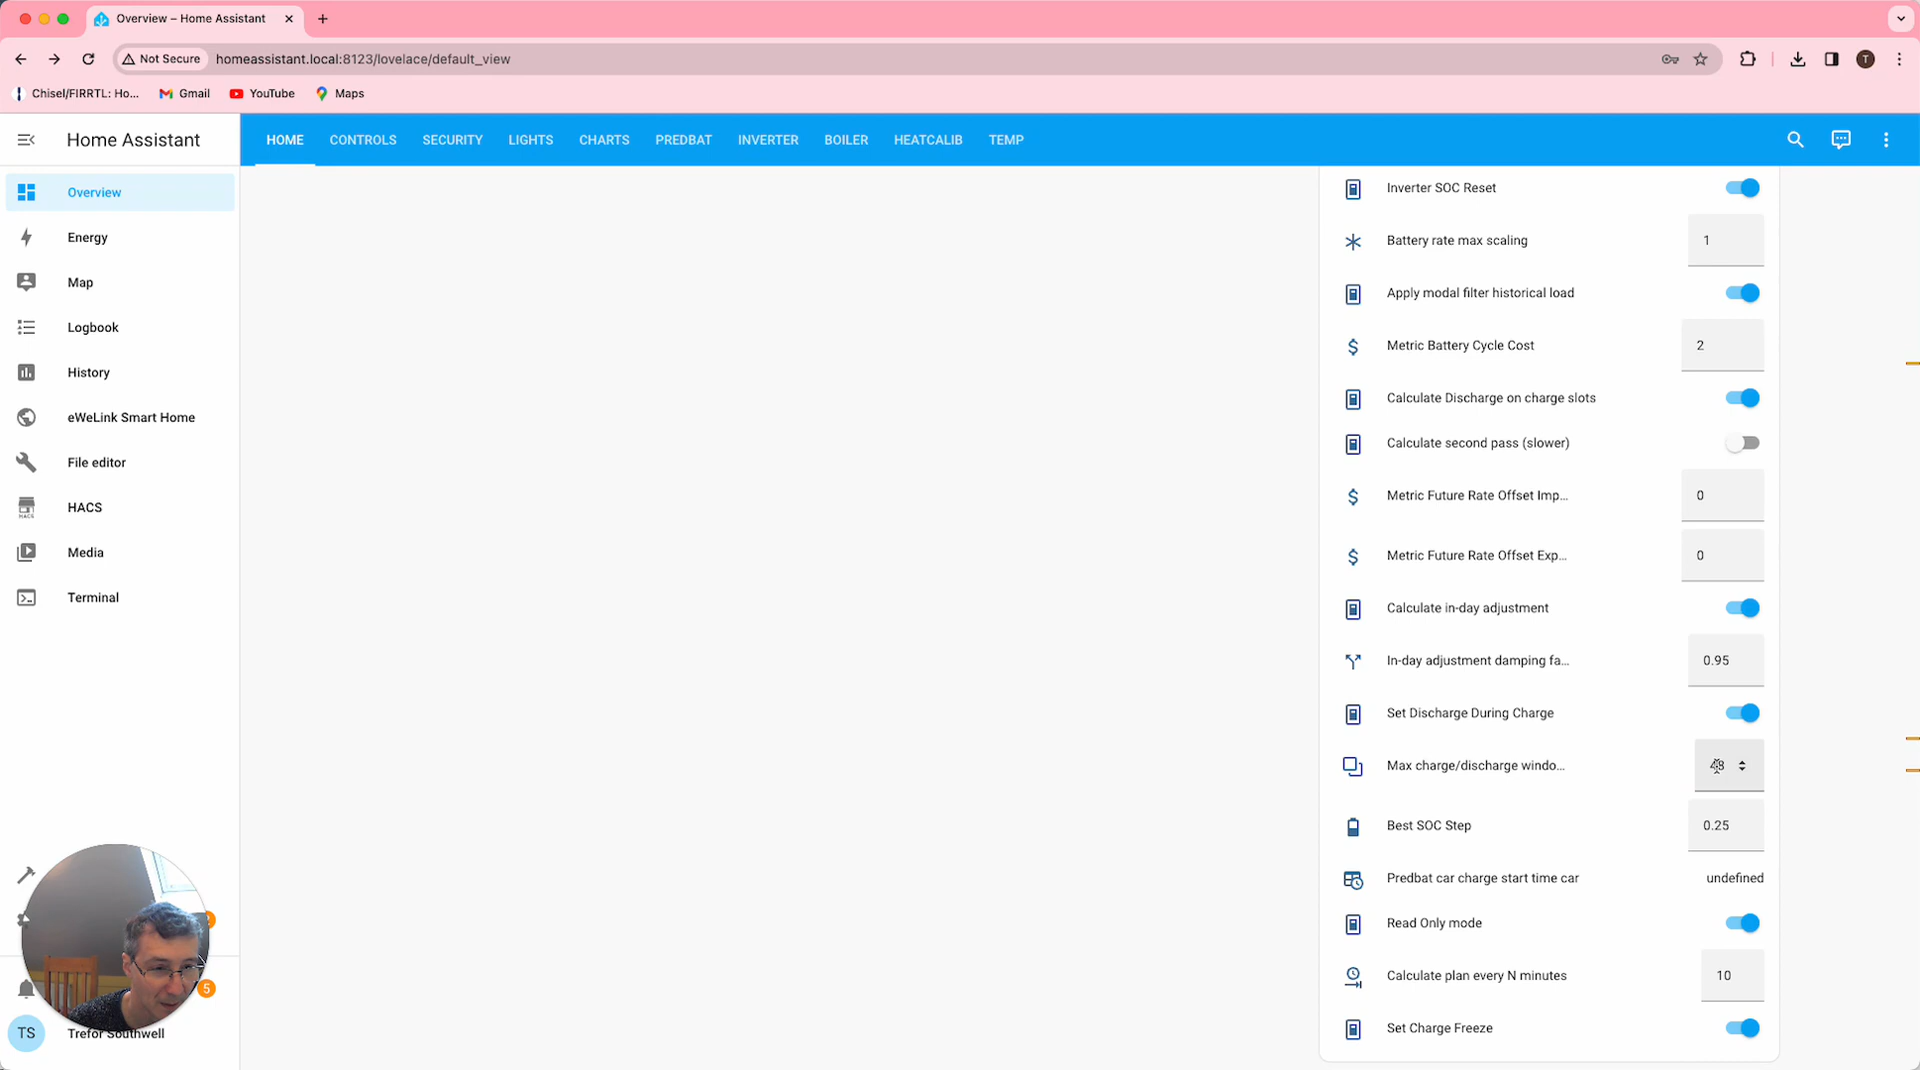 Overview – Home Assistant
Not Secure
homeassistant.local:8123/lovelace/default_view
T
Chisel/FIRRTL: Ho...
Gmail
YouTube
Maps
Home Assistant
HOME
CONTROLS
SECURITY
LIGHTS
CHARTS
PREDBAT
INVERTER
BOILER
HEATCALIB
TEMP
Overview
Energy
Map
Logbook
History
eWeLink Smart Home
File editor
HACS
HACS
Media
Terminal
5
TS
Trefor Southwell
Inverter SOC Reset
Battery rate max scaling
1
Apply modal filter historical load
Metric Battery Cycle Cost
2
Calculate Discharge on charge slots
Calculate second pass (slower)
Metric Future Rate Offset Imp...
0
Metric Future Rate Offset Exp...
0
Calculate in-day adjustment
In-day adjustment damping fa...
0.95
Set Discharge During Charge
Max charge/discharge windo...
48
Best SOC Step
0.25
Predbat car charge start time car
undefined
Read Only mode
Calculate plan every N minutes
10
Set Charge Freeze